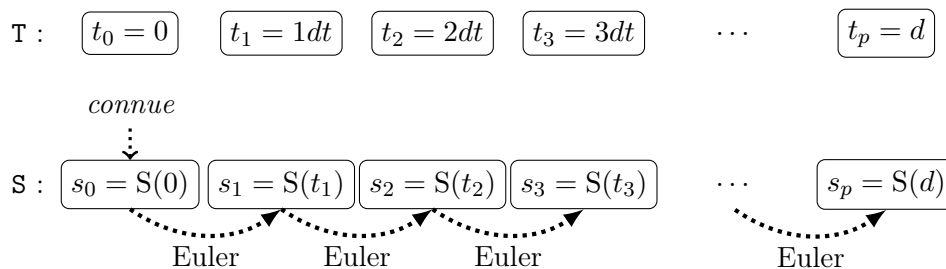 T : t₀ = 0 t₁ = 1dt t₂ = 2dt t₃ = 3dt ⋯ tₚ = d
connue
S : s₀ = S(0) s₁ = S(t₁) s₂ = S(t₂) s₃ = S(t₃) ⋯ sₚ = S(d)
Euler Euler Euler Euler